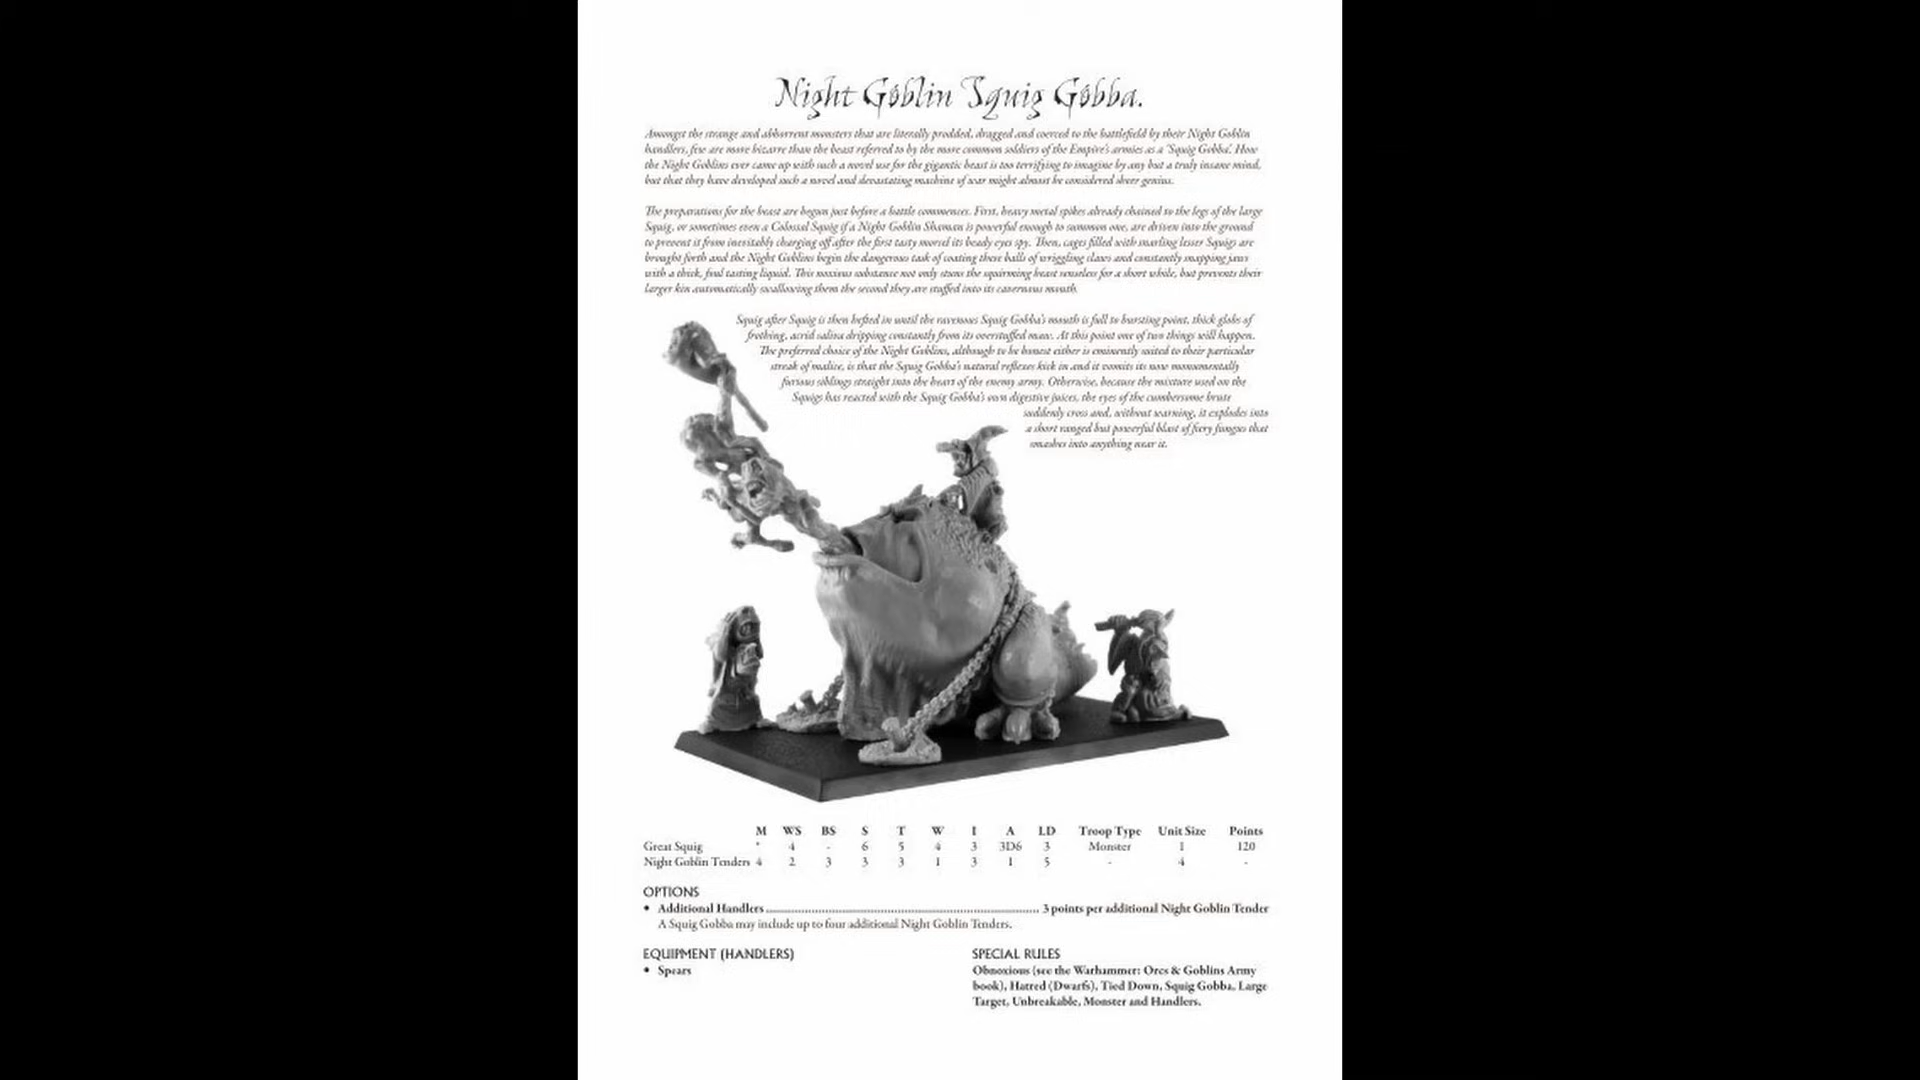 Night Goblin Squig Gobba.
Amongst the strange and abhorrent monsters that are literally prodded, dragged and coerced to the battlefield by their Night Goblin
handlers, few are more bizarre than the beast referred to by the more common soldiers of the Empire's armies as a 'Squig Gobba'. How
the Night Goblins ever came up with such a novel use for the gigantic beast is too terrifying to imagine by any but a truly insane mind,
but that they have developed such a novel and devastating machine of war might almost be considered sheer genius.
The preparations for the beast are begun just before a battle commences. First, heavy metal spikes already chained to the legs of the large
Squig, or sometimes even a Colossal Squig if a Night Goblin Shaman is powerful enough to summon one, are driven into the ground
to prevent it from inevitably charging off after the first tasty morsel its beady eyes spy. Then, cages filled with snarling lesser Squigs are
brought forth and the Night Goblins begin the dangerous task of coating these balls of wriggling claws and constantly snapping jaws
with a thick, foul tasting liquid. This noxious substance not only stuns the squirming beast senseless for a short while, but prevents their
larger kin automatically swallowing them the second they are stuffed into its cavernous mouth.
Squig after Squig is then hefted in until the ravenous Squig Gobba's mouth is full to bursting point, thick globs of
frothing, acrid saliva dripping constantly from its overstuffed maw. At this point one of two things will happen.
The preferred choice of the Night Goblins, although to be honest either is eminently suited to their particular
streak of malice, is that the Squig Gobba's natural reflexes kick in and it vomits its now monumentally
furious siblings straight into the heart of the enemy army. Otherwise, because the mixture used on the
Squigs has reacted with the Squig Gobba's own digestive juices, the eyes of the cumbersome brute
suddenly cross and, without warning, it explodes into
a short ranged but powerful blast of fiery fungus that
smashes into anything near it.
M WS BS S T W I A LD Troop Type Unit Size Points
Great Squig * 4 - 6 5 4 3 3D6 3 Monster 1 120
Night Goblin Tenders 4 2 3 3 3 1 3 1 5 - 4 -
OPTIONS
• Additional Handlers ........ 3 points per additional Night Goblin Tender
A Squig Gobba may include up to four additional Night Goblin Tenders.
EQUIPMENT (HANDLERS)
• Spears
SPECIAL RULES
Obnoxious (see the Warhammer: Orcs & Goblins Army
book), Hatred (Dwarfs), Tied Down, Squig Gobba, Large
Target, Unbreakable, Monster and Handlers.